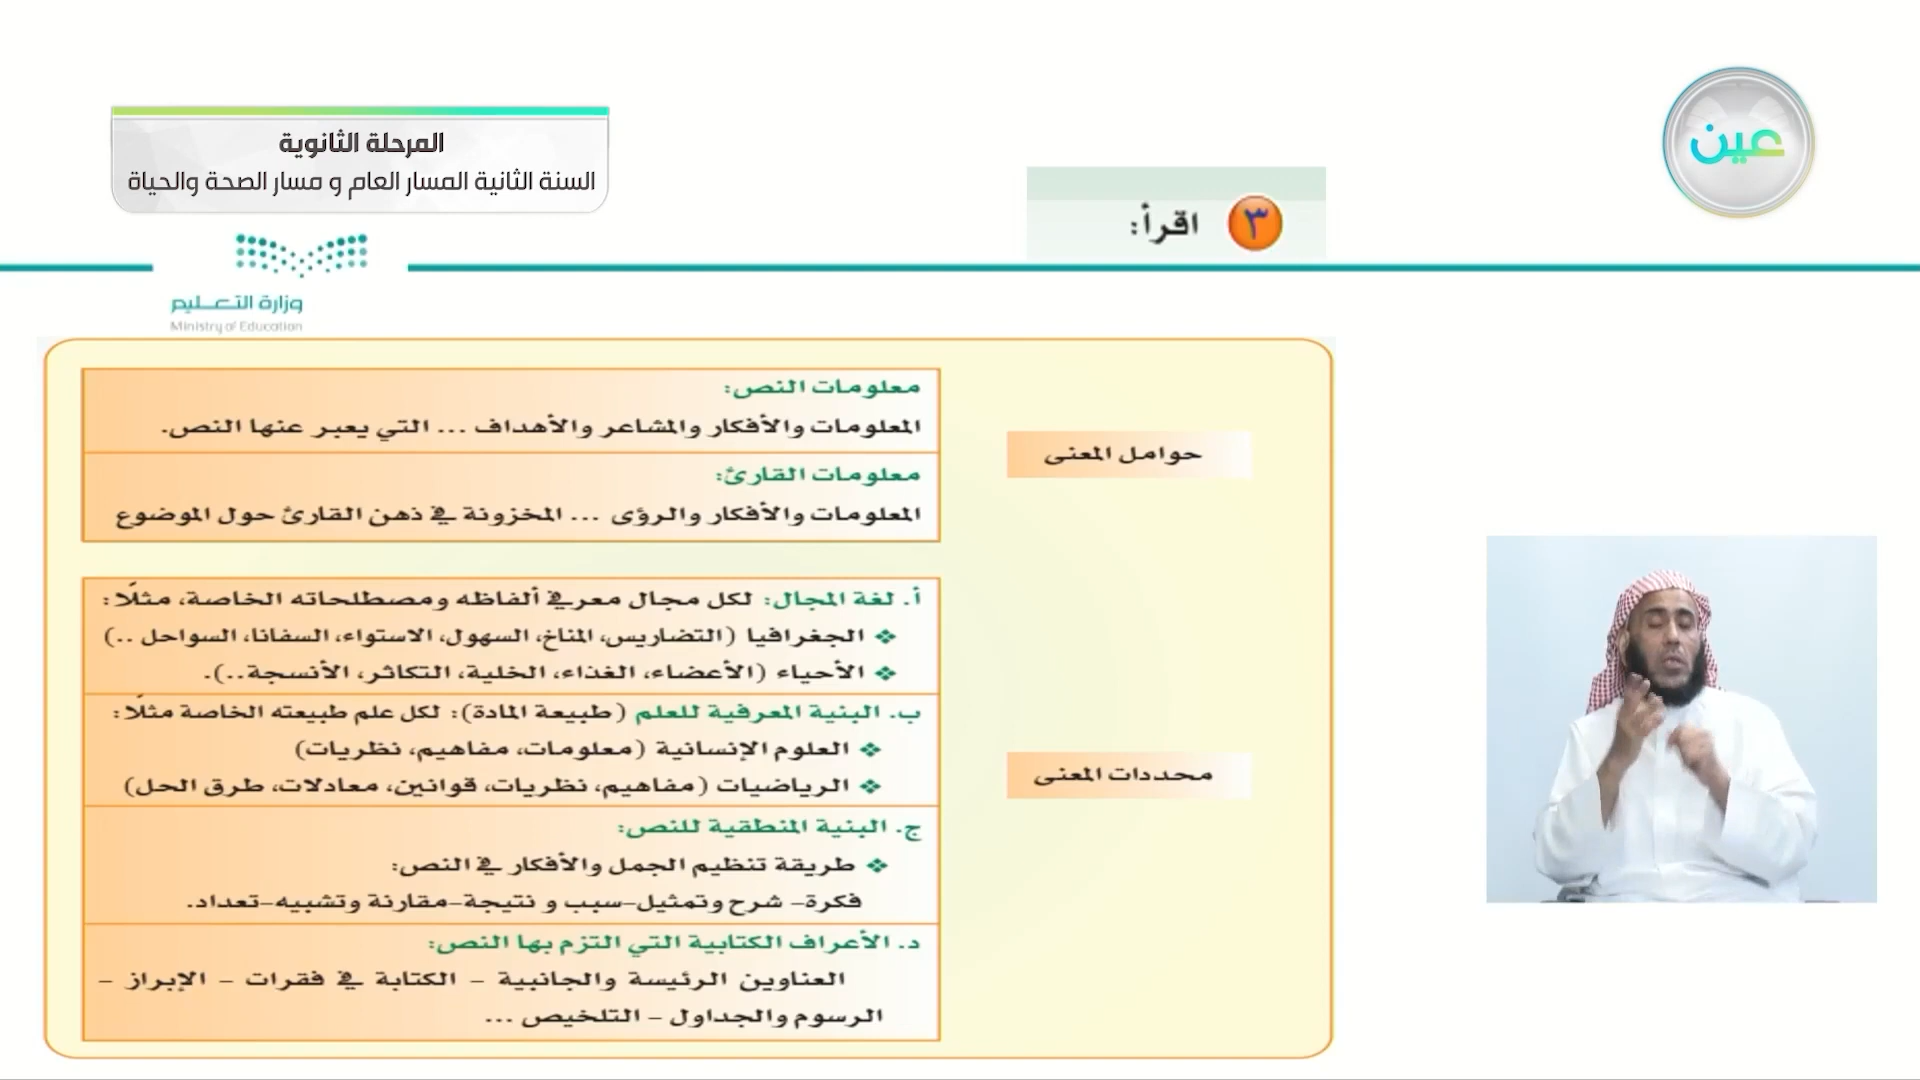 المرحلة الثانوية
السنة الثانية المسار العام و مسار الصحة والحياة
عين
٣ اقرأ:
وزارة التعـــليم
Ministry of Education
حوامل المعنى
معلومات النص:
المعلومات والأفكار والمشاعر والأهداف ... التي يعبر عنها النص.
معلومات القارئ:
المعلومات والأفكار والرؤى ... المخزونة في ذهن القارئ حول الموضوع
محددات المعنى
أ. لغة المجال: لكل مجال معرفي ألفاظه ومصطلحاته الخاصة، مثلًا:
❖ الجغرافيا (التضاريس، المناخ، السهول، الاستواء، السفانا، السواحل ..)
❖ الأحياء (الأعضاء، الغذاء، الخلية، التكاثر، الأنسجة..).
ب. البنية المعرفية للعلم (طبيعة المادة): لكل علم طبيعته الخاصة مثلًا:
❖ العلوم الإنسانية (معلومات، مفاهيم، نظريات)
❖ الرياضيات (مفاهيم، نظريات، قوانين، معادلات، طرق الحل)
ج. البنية المنطقية للنص:
❖ طريقة تنظيم الجمل والأفكار في النص:
فكرة- شرح وتمثيل-سبب و نتيجة-مقارنة وتشبيه-تعداد.
د. الأعراف الكتابية التي التزم بها النص:
العناوين الرئيسة والجانبية - الكتابة في فقرات - الإبراز -
الرسوم والجداول - التلخيص ...